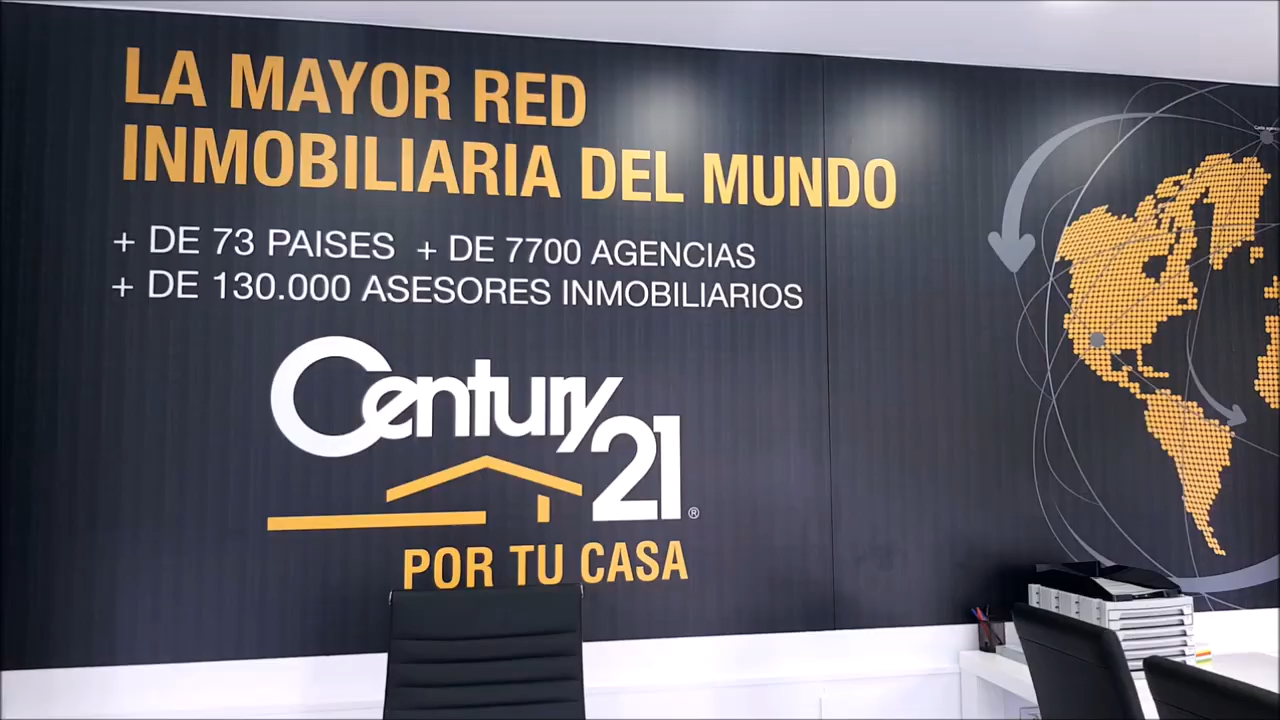 LA MAYOR RED
INMOBILIARIA DEL MUNDO
+ DE 73 PAISES + DE 7700 AGENCIAS
+ DE 130.000 ASESORES INMOBILIARIOS
Century
21®
POR TU CASA